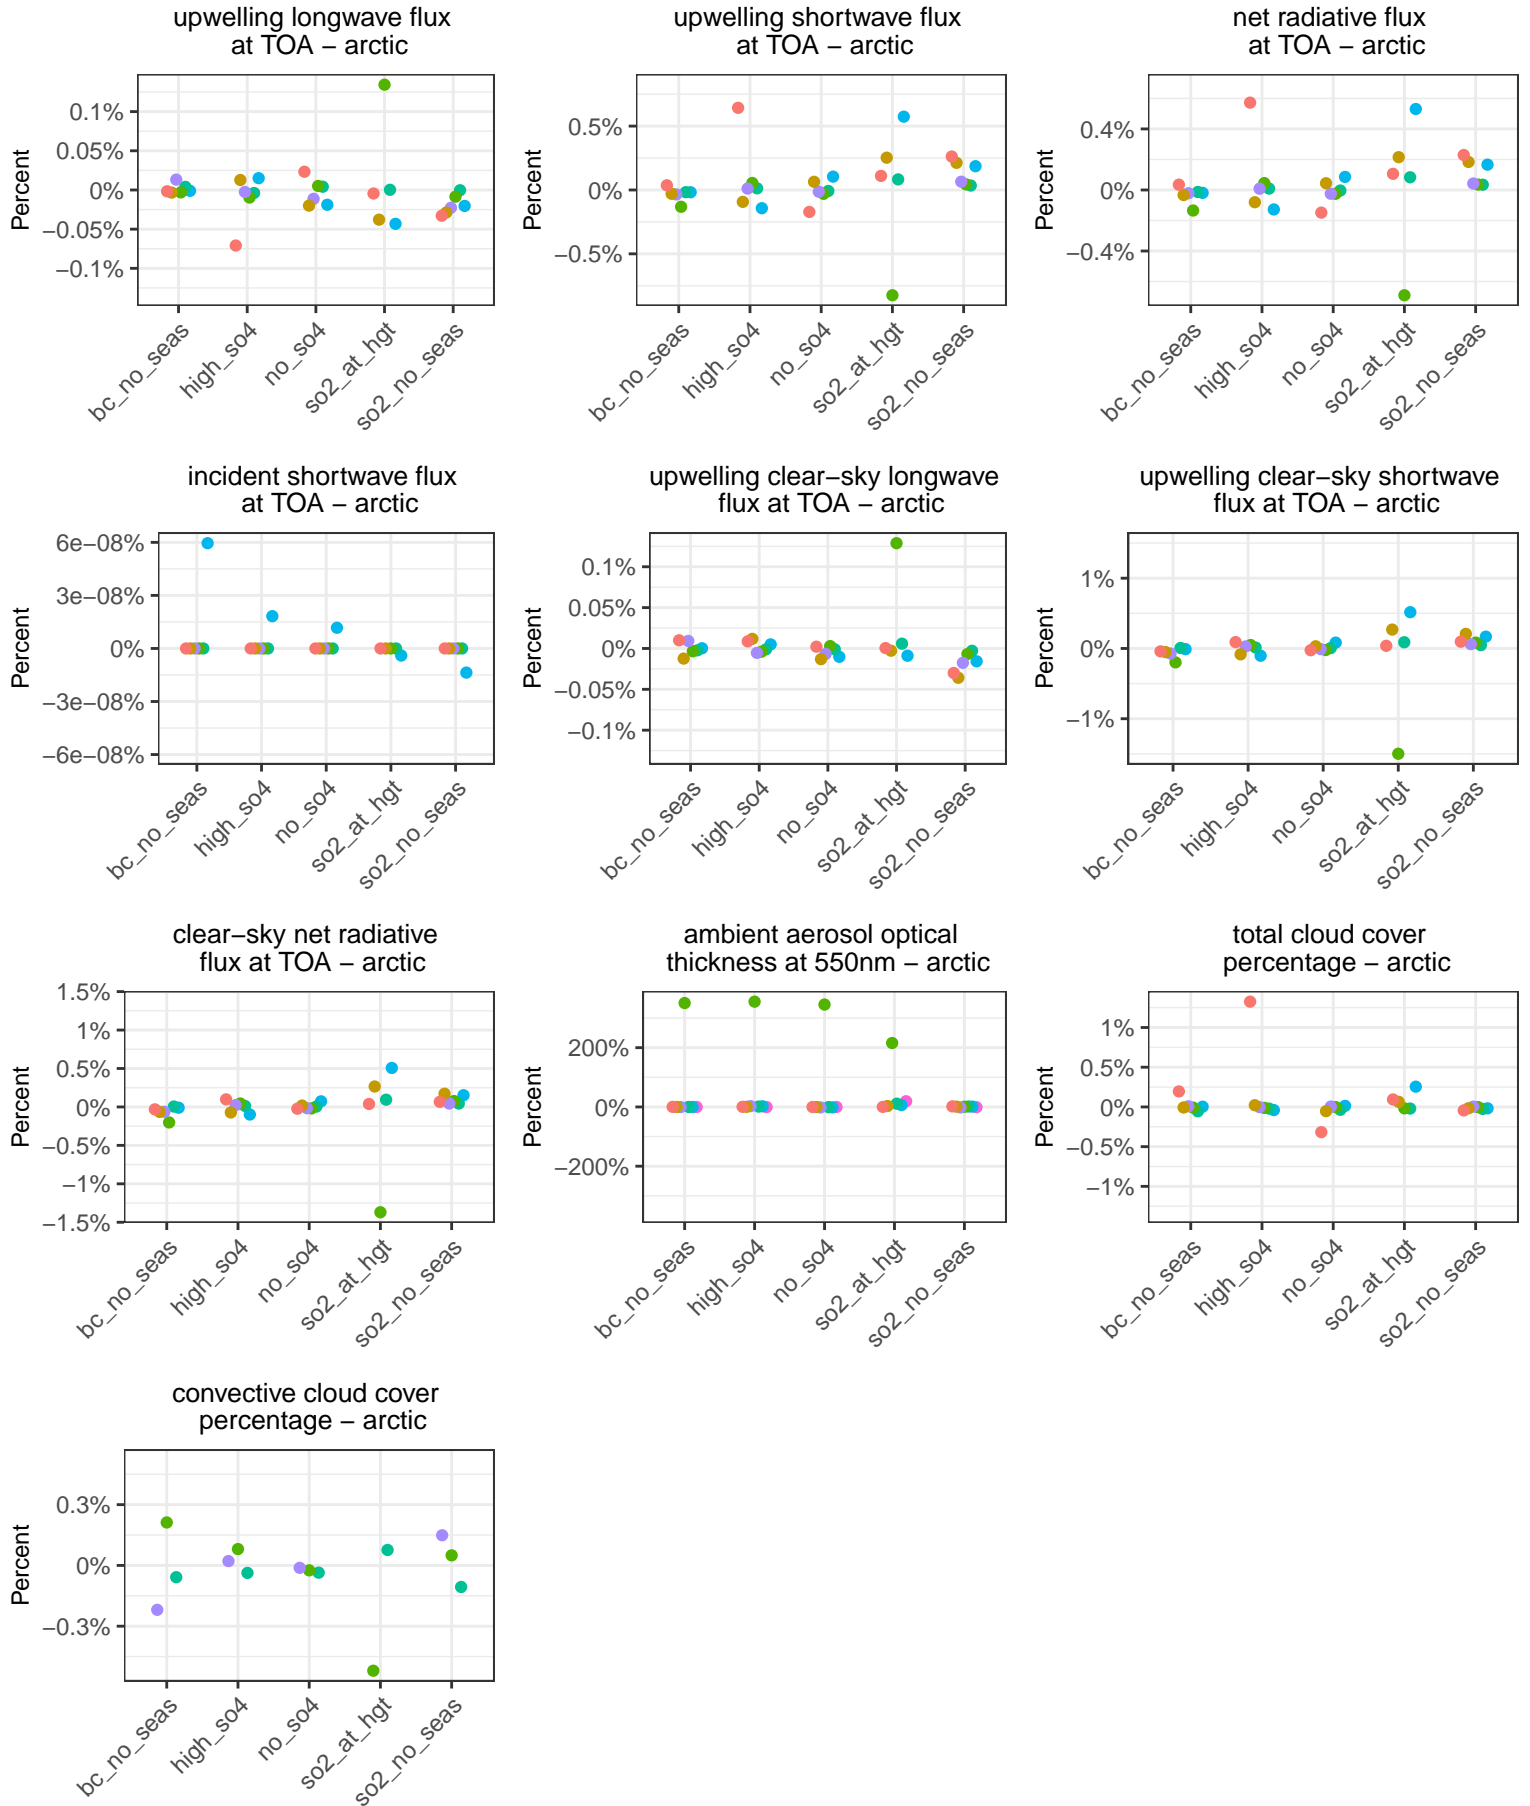 upwelling longwave flux
at TOA − arctic
Percent
0.1%
0.05%
0%
−0.05%
−0.1%
bc_no_seas
high_so4
no_so4
so2_at_hgt
so2_no_seas
upwelling shortwave flux
at TOA − arctic
Percent
0.5%
0%
−0.5%
bc_no_seas
high_so4
no_so4
so2_at_hgt
so2_no_seas
net radiative flux
at TOA − arctic
Percent
0.4%
0%
−0.4%
bc_no_seas
high_so4
no_so4
so2_at_hgt
so2_no_seas
incident shortwave flux
at TOA − arctic
Percent
6e−08%
3e−08%
0%
−3e−08%
−6e−08%
bc_no_seas
high_so4
no_so4
so2_at_hgt
so2_no_seas
upwelling clear−sky longwave
flux at TOA − arctic
Percent
0.1%
0.05%
0%
−0.05%
−0.1%
bc_no_seas
high_so4
no_so4
so2_at_hgt
so2_no_seas
upwelling clear−sky shortwave
flux at TOA − arctic
Percent
1%
0%
−1%
bc_no_seas
high_so4
no_so4
so2_at_hgt
so2_no_seas
clear−sky net radiative
flux at TOA − arctic
Percent
1.5%
1%
0.5%
0%
−0.5%
−1%
−1.5%
bc_no_seas
high_so4
no_so4
so2_at_hgt
so2_no_seas
ambient aerosol optical
thickness at 550nm − arctic
Percent
200%
0%
−200%
bc_no_seas
high_so4
no_so4
so2_at_hgt
so2_no_seas
total cloud cover
percentage − arctic
Percent
1%
0.5%
0%
−0.5%
−1%
bc_no_seas
high_so4
no_so4
so2_at_hgt
so2_no_seas
convective cloud cover
percentage − arctic
Percent
0.3%
0%
−0.3%
bc_no_seas
high_so4
no_so4
so2_at_hgt
so2_no_seas